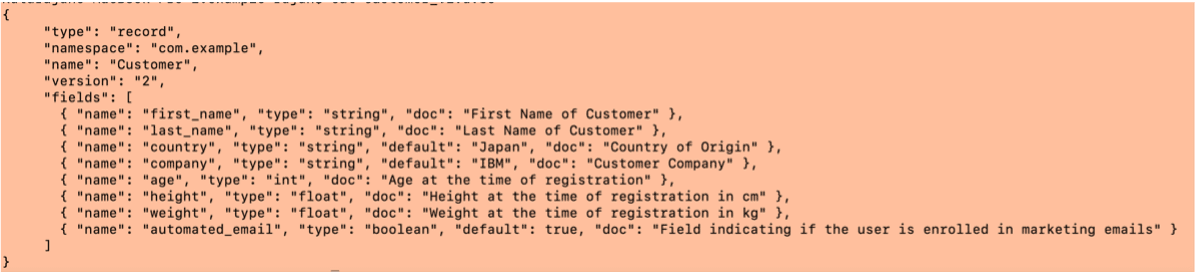 {
"type": "record",
"namespace": "com.example",
"name": "Customer",
"version": "2",
"fields": [
{ "name": "first_name", "type": "string", "doc": "First Name of Customer" },
{ "name": "last_name", "type": "string", "doc": "Last Name of Customer" },
{ "name": "country", "type": "string", "default": "Japan", "doc": "Country of Origin" },
{ "name": "company", "type": "string", "default": "IBM", "doc": "Customer Company" },
{ "name": "age", "type": "int", "doc": "Age at the time of registration" },
{ "name": "height", "type": "float", "doc": "Height at the time of registration in cm" },
{ "name": "weight", "type": "float", "doc": "Weight at the time of registration in kg" },
{ "name": "automated_email", "type": "boolean", "default": true, "doc": "Field indicating if the user is enrolled in marketing emails" }
]
}